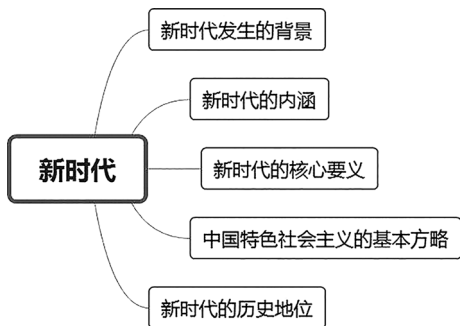 新时代发生的背景
新时代的内涵
新时代
新时代的核心要义
中国特色社会主义的基本方略
新时代的历史地位